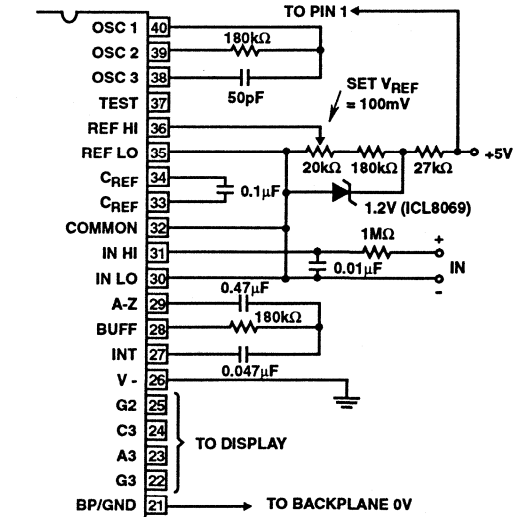 TO PIN 1
OSC 1 40
180kΩ
OSC 2 39
OSC 3 38
50pF
TEST 37
SET VREF
= 100mV
REF HI 36
REF LO 35
20kΩ 180kΩ 27kΩ
+5V
CREF 34
0.1μF
CREF 33
1.2V (ICL8069)
COMMON 32
1MΩ
IN HI 31
+
0.01μF
IN
IN LO 30
-
0.47μF
A-Z 29
180kΩ
BUFF 28
INT 27
0.047μF
V - 26
G2 25
C3 24
TO DISPLAY
A3 23
G3 22
BP/GND 21
TO BACKPLANE 0V